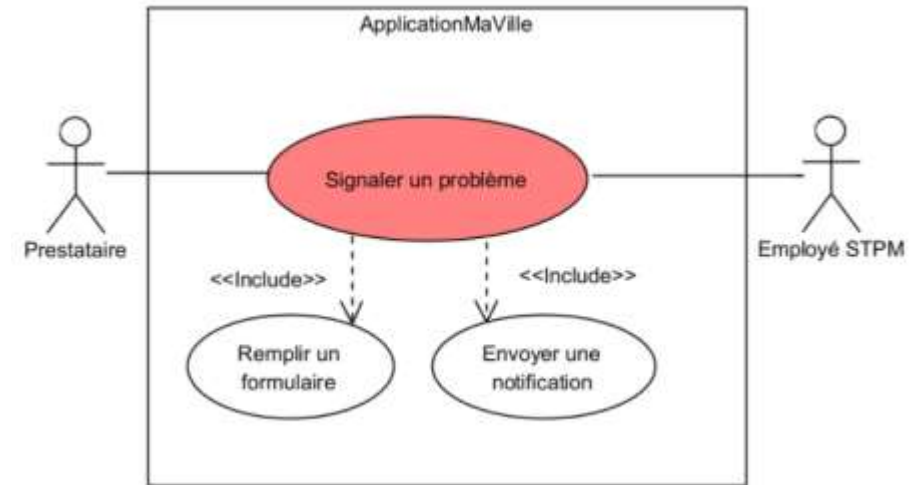 ApplicationMaVille
Signaler un problème
Prestataire
Employé STPM
<<Include>>
<<Include>>
Remplir un
formulaire
Envoyer une
notification